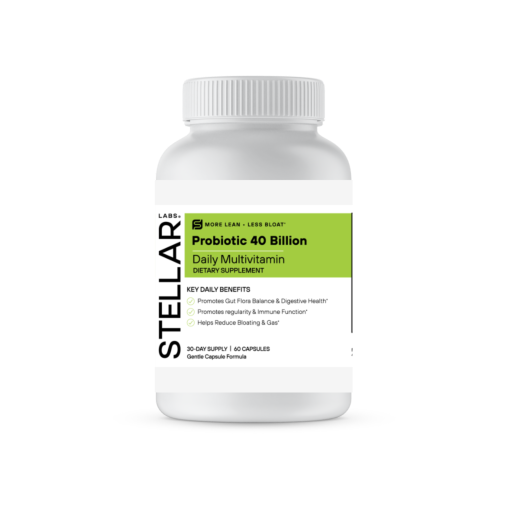 LABS®
STELLAR
MORE LEAN - LESS BLOAT*
Probiotic 40 Billion
Daily Multivitamin
DIETARY SUPPLEMENT
KEY DAILY BENEFITS
Promotes Gut Flora Balance & Digestive Health*
Promotes regularity & Immune Function*
Helps Reduce Bloating & Gas*
30-DAY SUPPLY | 60 CAPSULES
Gentle Capsule Formula